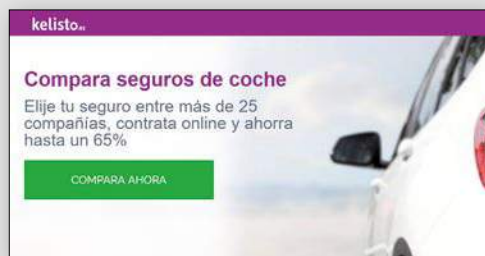 kelisto.es
Compara seguros de coche
Elije tu seguro entre más de 25
compañías, contrata online y ahorra
hasta un 65%
COMPARA AHORA